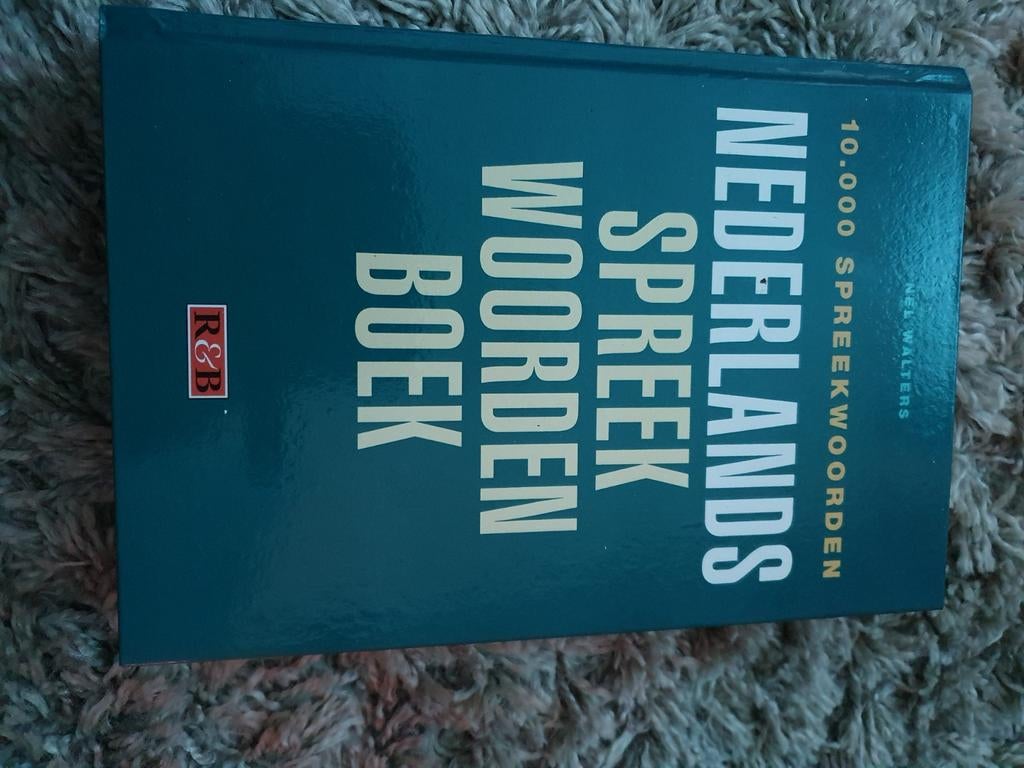 NEL WALTERS
10.000 SPREEKWOORDEN
NEDERLANDS
SPREEK
WOORDEN
BOEK
R&B